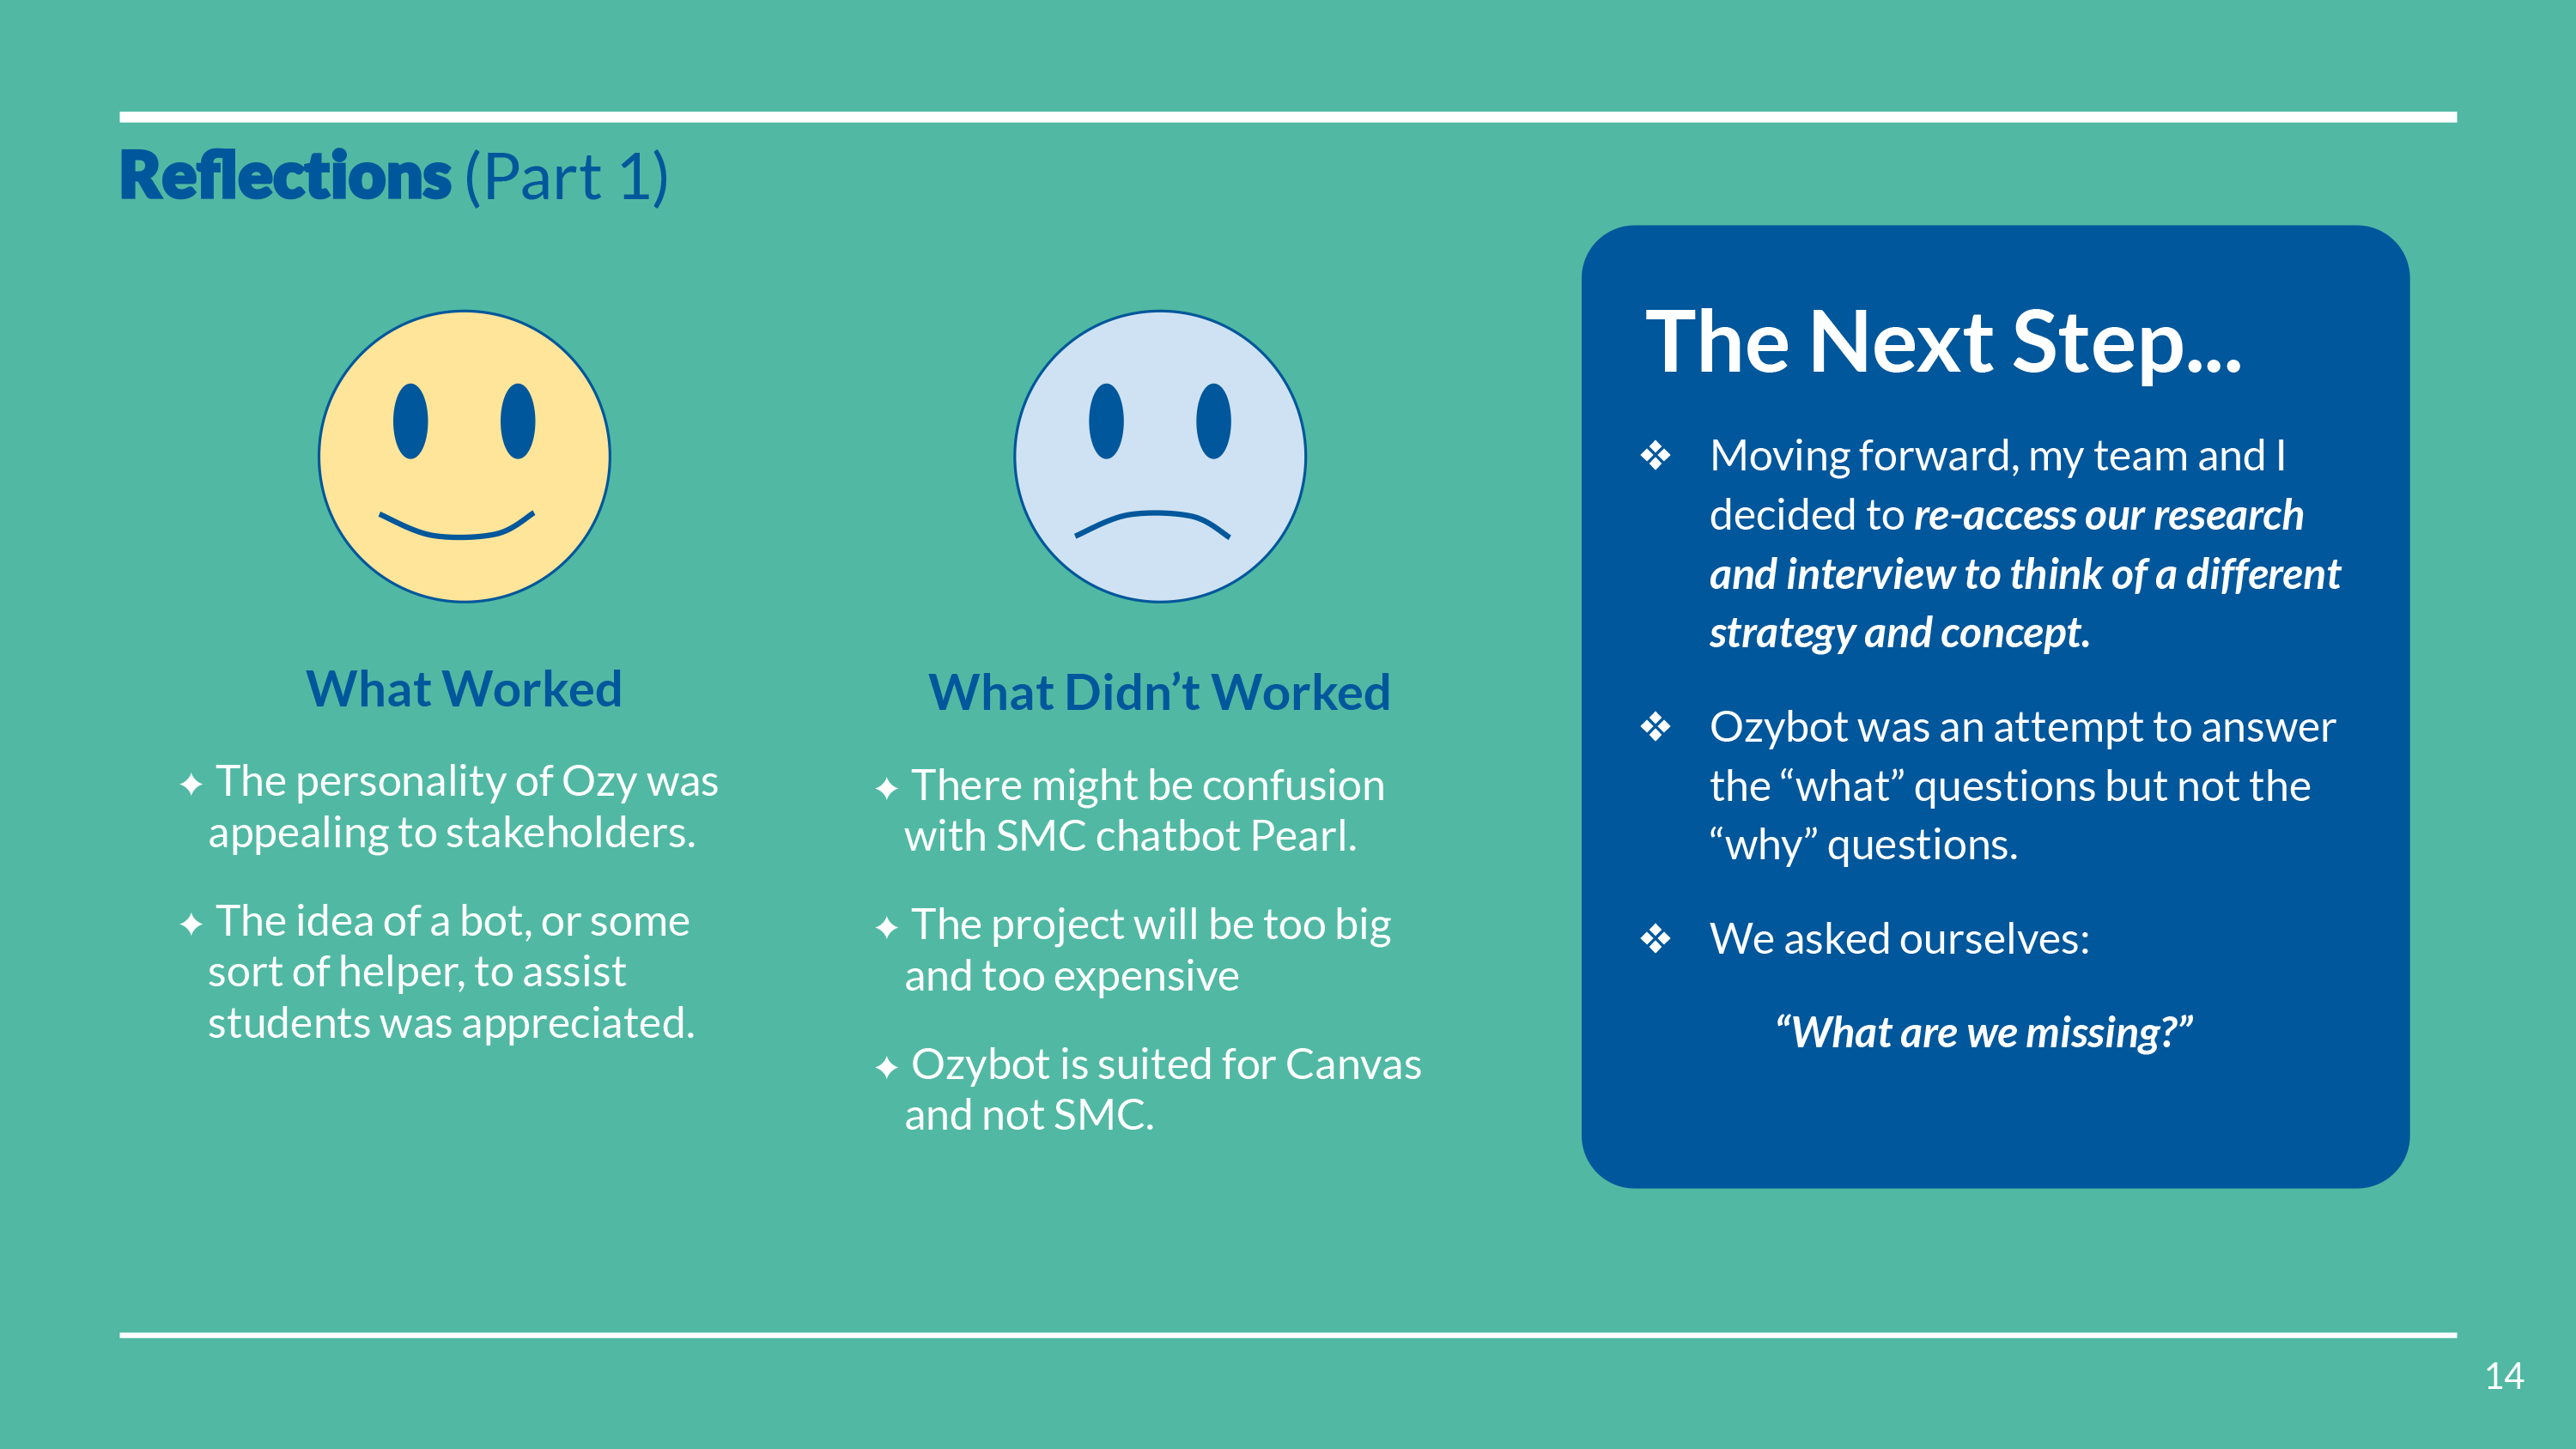 Reflections (Part 1)
What Worked
✦ The personality of Ozy was
appealing to stakeholders.
✦ The idea of a bot, or some
sort of helper, to assist
students was appreciated.
What Didn’t Worked
✦ There might be confusion
with SMC chatbot Pearl.
✦ The project will be too big
and too expensive
✦ Ozybot is suited for Canvas
and not SMC.
The Next Step...
❖ Moving forward, my team and I
decided to re-access our research
and interview to think of a different
strategy and concept.
❖ Ozybot was an attempt to answer
the “what” questions but not the
“why” questions.
❖ We asked ourselves:
“What are we missing?”
14